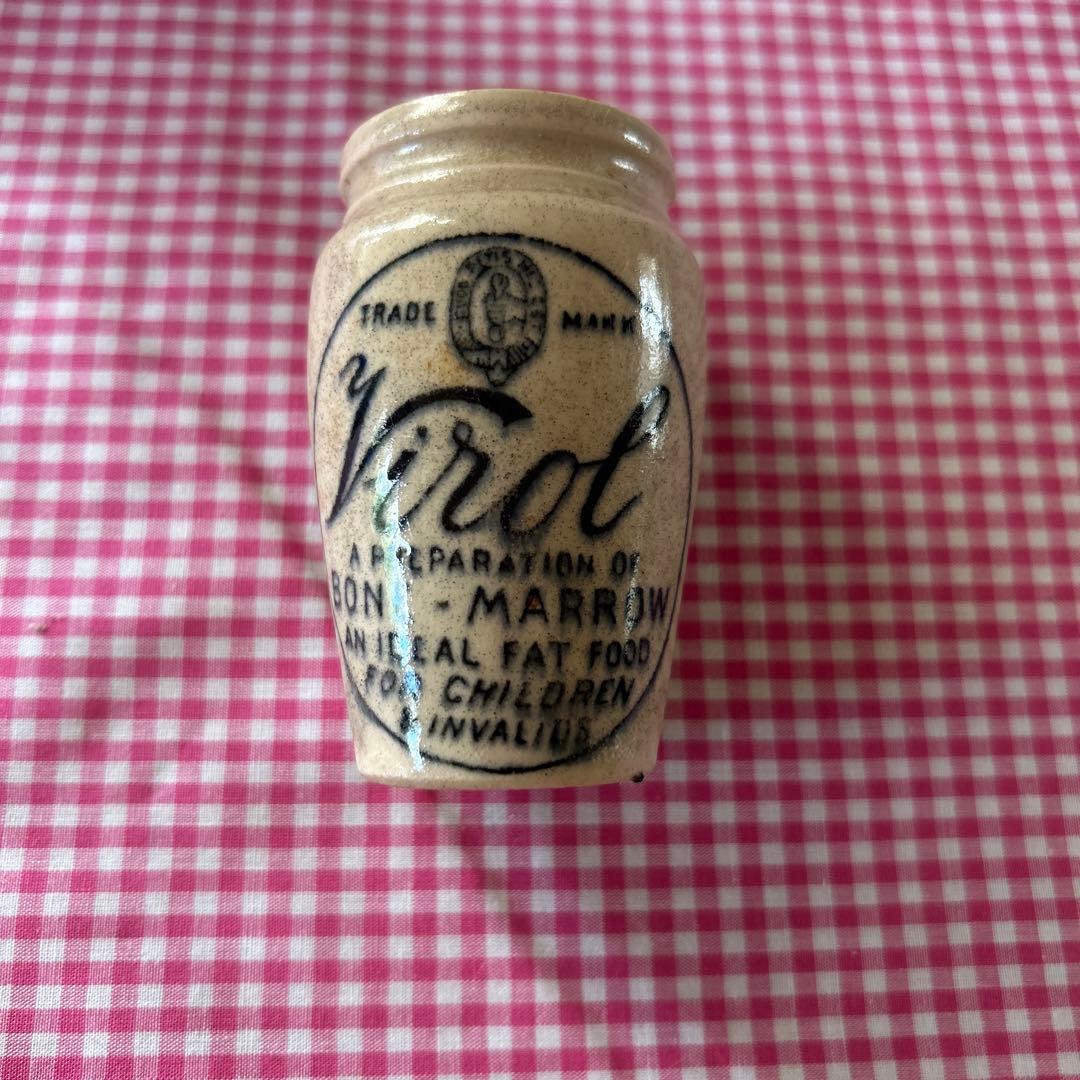 TRADE MARK
Virol
A PREPARATION OF
BONE-MARROW
AN IDEAL FAT FOOD
FOR CHILDREN
& INVALIDS